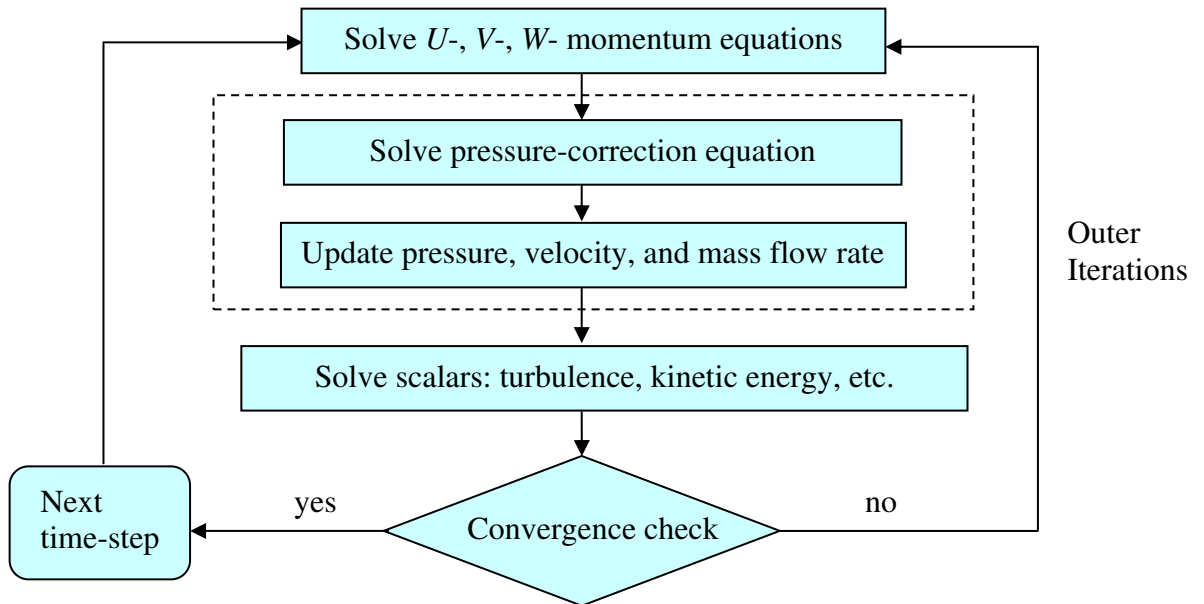 Solve U-, V-, W- momentum equations
Solve pressure-correction equation
Update pressure, velocity, and mass flow rate
Outer
Iterations
Solve scalars: turbulence, kinetic energy, etc.
Next
time-step
yes
Convergence check
no